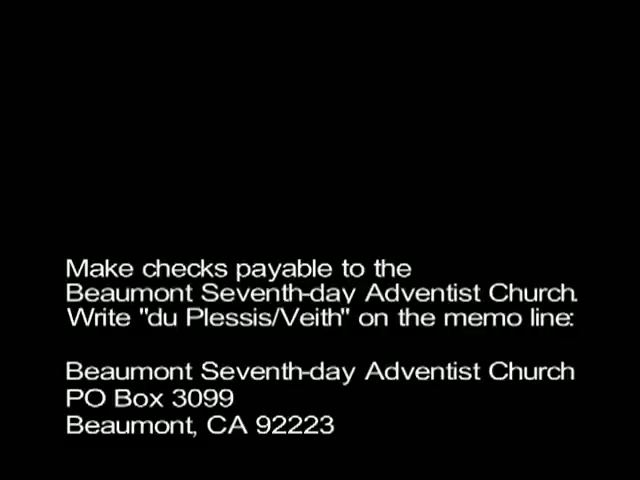 Make checks payable to the
Beaumont Seventh-day Adventist Church.
Write "du Plessis/Veith" on the memo line:
Beaumont Seventh-day Adventist Church
PO Box 3099
Beaumont, CA 92223